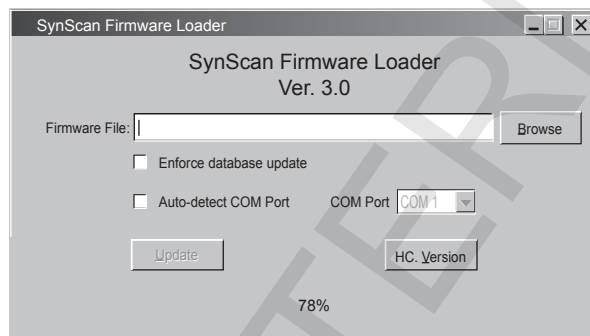 SynScan Firmware Loader
SynScan Firmware Loader
Ver. 3.0
Firmware File: Browse
Enforce database update
Auto-detect COM Port COM Port COM 1
Update HC. Version
78%